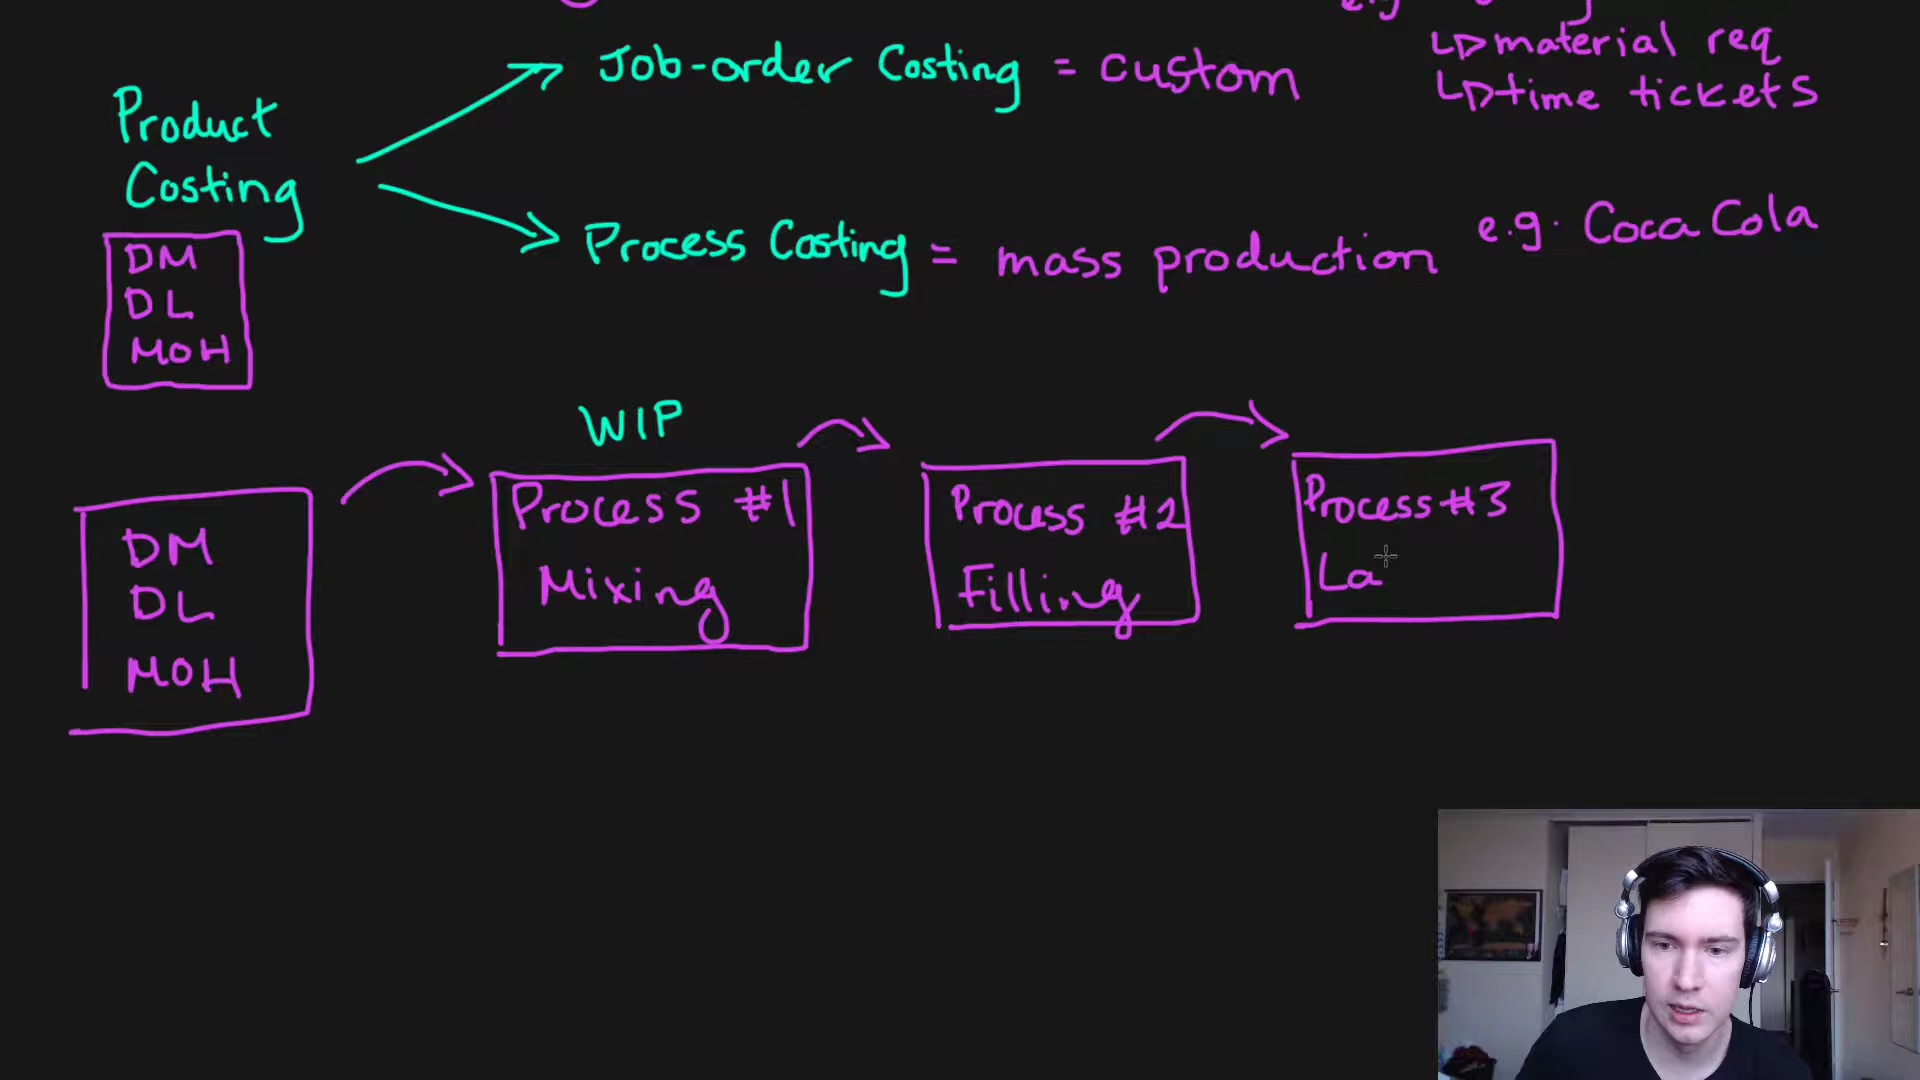 e.g
material req
time tickets
Job-order Costing = custom
Product
Costing
DM
DL
MOH
Process Costing = mass production
e.g. Coca Cola
WIP
DM
DL
MOH
Process #1
Mixing
Process #2
Filling
Process #3
La